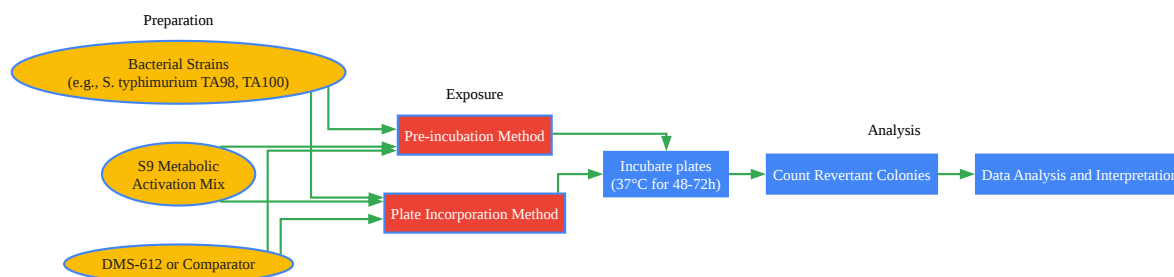 Preparation
Bacterial Strains
(e.g., S. typhimurium TA98, TA100)
S9 Metabolic
Activation Mix
DMS-612 or Comparator
Exposure
Pre-incubation Method
Plate Incorporation Method
Incubate plates
(37°C for 48-72h)
Analysis
Count Revertant Colonies
Data Analysis and Interpretation